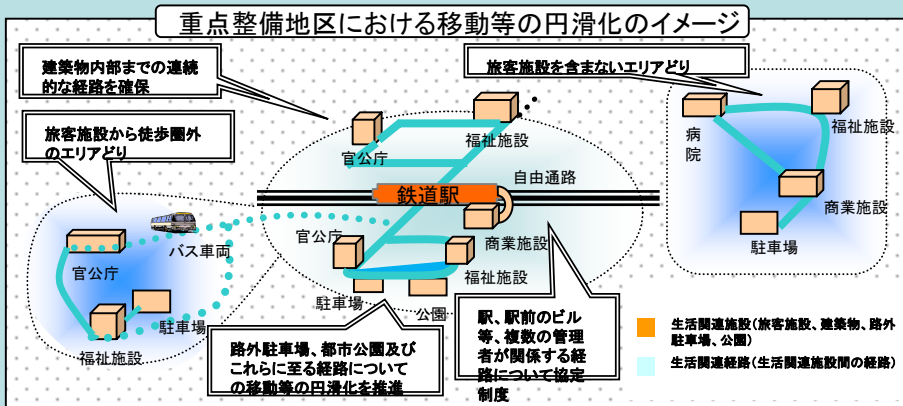 重点整備地区における移動等の円滑化のイメージ
建築物内部までの連続
的な経路を確保
旅客施設から徒歩圏外
のエリアどり
旅客施設を含まないエリアどり
官公庁
福祉施設
自由通路
鉄道駅
商業施設
官公庁
福祉施設
駐車場
公園
バス車両
官公庁
駐車場
福祉施設
病
院
福祉施設
商業施設
駐車場
路外駐車場、都市公園及び
これらに至る経路について
の移動等の円滑化を推進
駅、駅前のビル
等、複数の管理
者が関係する経
路について協定
制度
生活関連施設(旅客施設、建築物、路外
駐車場、公園)
生活関連経路(生活関連施設間の経路)